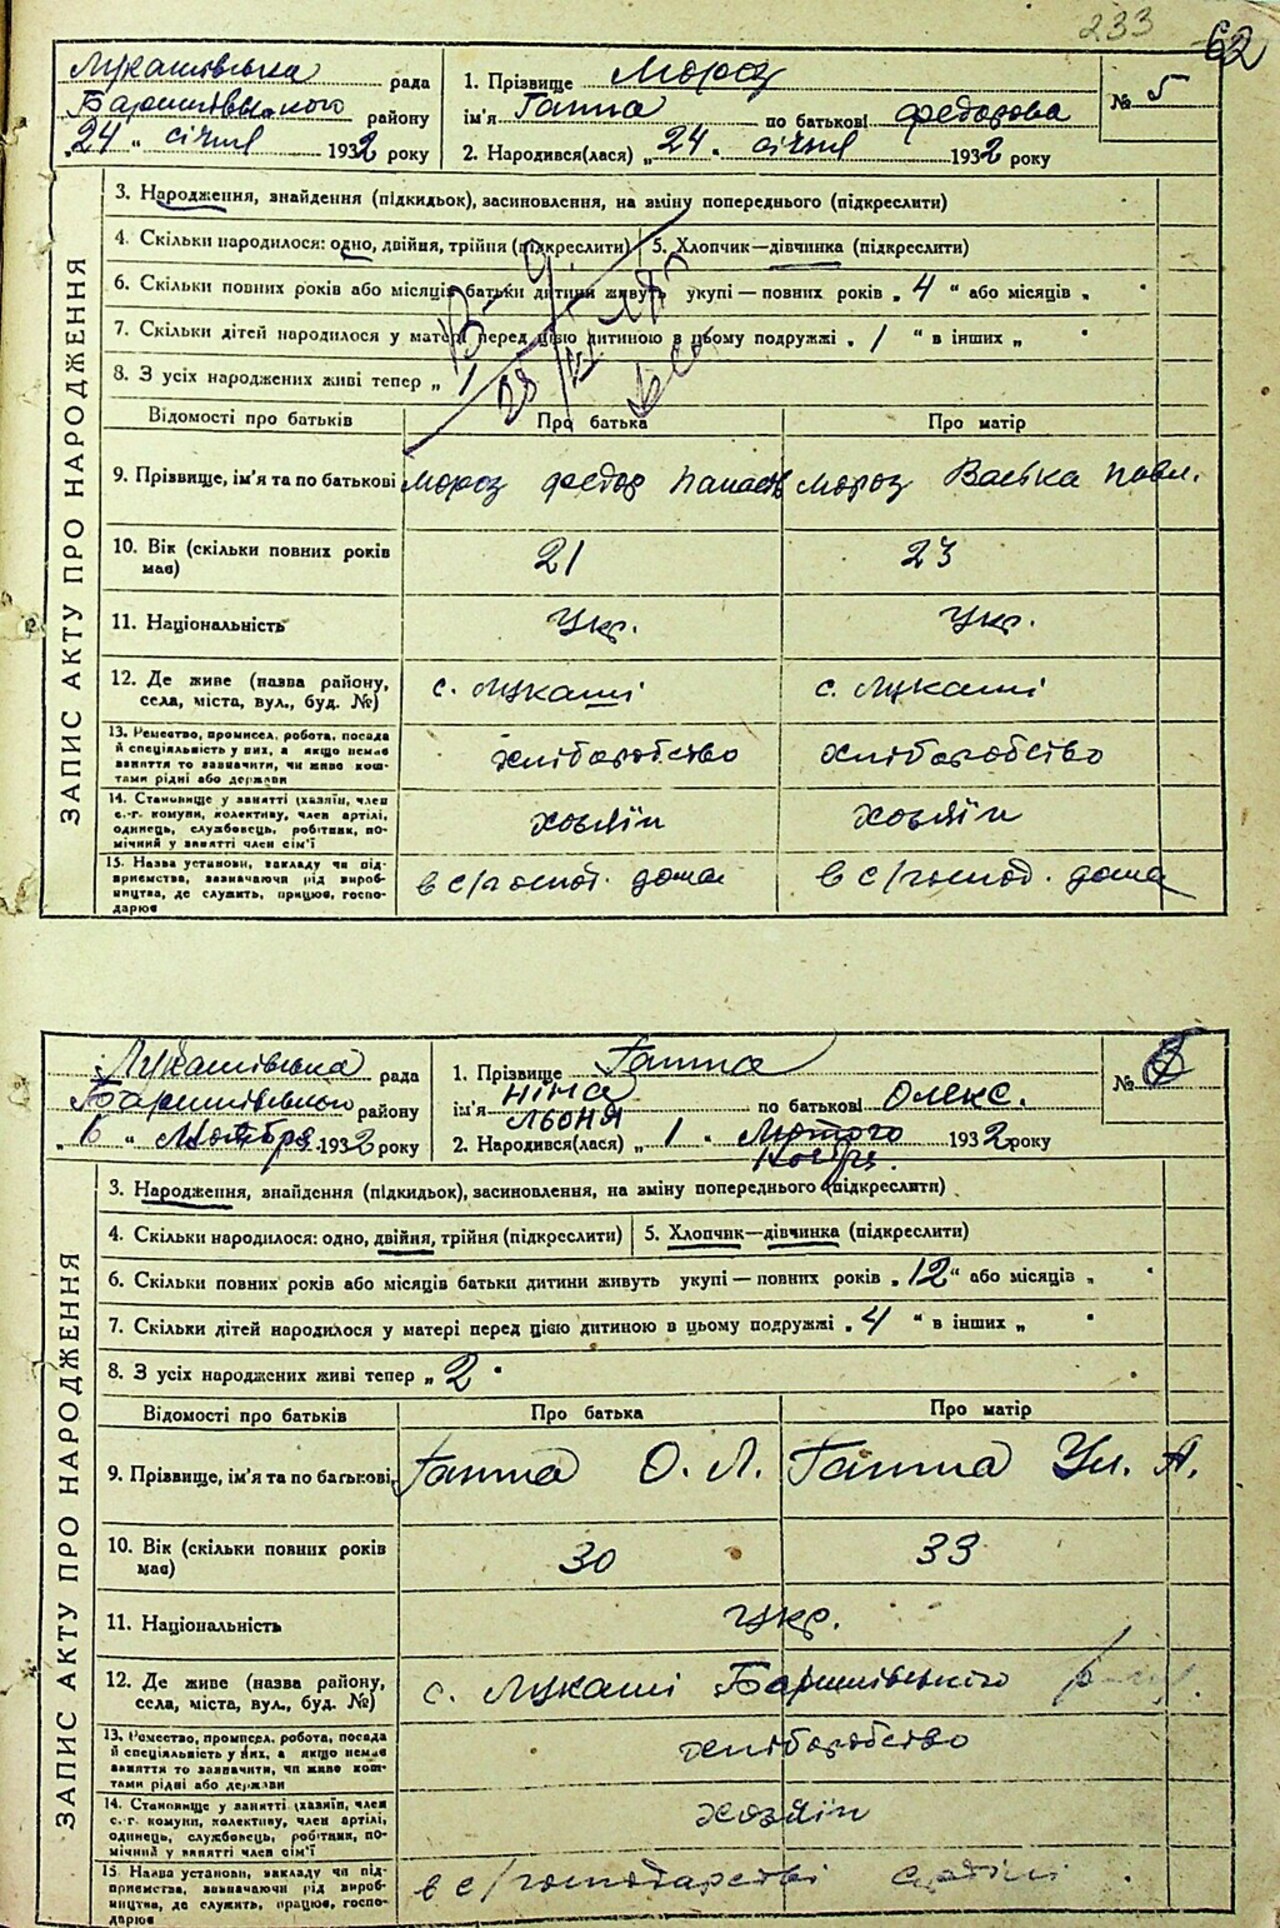 233 62
Лукашівська рада
Баришівського району
„24 “ січня 1932 року
1. Прізвище Мороз
ім'я Ганна по батькові Федорова
2. Народився(лася) „24 „ січня 1932 року
№ 5
ЗАПИС АКТУ ПРО НАРОДЖЕННЯ
3. Народження, знайдення (підкидьок), засиновлення, на зміну попереднього (підкреслити)
4. Скільки народилося: одно, двійня, трійня (підкреслити) 5. Хлопчик—дівчинка (підкреслити)
6. Скільки повних років або місяців батьки дитини живуть укупі — повних років „ 4 “ або місяців „
7. Скільки дітей народилося у матері перед цією дитиною в цьому подружжі „ 1 “ в інших „
8. З усіх народжених живі тепер „ 1
Відомості про батьків Про батька Про матір
9. Прізвище, ім'я та по батькові Мороз Федор Панасів Мороз Васька Павл.
10. Вік (скільки повних років має) 21 23
11. Національність Укр. Укр.
12. Де живе (назва району, села, міста, вул., буд. №) с. Лукаші с. Лукаші
13. Ремество, промисел, робота, посада й спеціяльність у них, а якщо немає заняття то зазначити, чи живе коштами рідні або держави хліборобство хліборобство
14. Становище у занятті (хазяїн, член с.-г. комуни, колективу, член артілі, одинець, службовець, робітник, помічний у занятті член сім'ї хозяїн хозяїн
15. Назва установи, закладу чи підприємства, зазначаючи рід виробництва, де служить, працює, господарює в с/господ. дома в с/господ. дома
Лукашівська рада
Баришівського району
„ 6 “ Ноября 1932 року
1. Прізвище Гапта
Ніна
ім'я Льоня по батькові Олекс.
2. Народився(лася) „ 1 „ Лютого 1932 року
Ноября
№ 6
ЗАПИС АКТУ ПРО НАРОДЖЕННЯ
3. Народження, знайдення (підкидьок), засиновлення, на зміну попереднього (підкреслити)
4. Скільки народилося: одно, двійня, трійня (підкреслити) 5. Хлопчик—дівчинка (підкреслити)
6. Скільки повних років або місяців батьки дитини живуть укупі — повних років „ 12 “ або місяців „
7. Скільки дітей народилося у матері перед цією дитиною в цьому подружжі „ 4 “ в інших „
8. З усіх народжених живі тепер „ 2
Відомості про батьків Про батька Про матір
9. Прізвище, ім'я та по батькові Гапта О. Л. Гапта Ул. А.
10. Вік (скільки повних років має) 30 33
11. Національність укр.
12. Де живе (назва району, села, міста, вул., буд. №) с. Лукаші Баришівського
13. Ремество, промисел, робота, посада й спеціяльність у них, а якщо немає заняття то зазначити, чи живе коштами рідні або держави хліборобство
14. Становище у занятті (хазяїн, член с.-г. комуни, колективу, член артілі, одинець, службовець, робітник, помічний у занятті член сім'ї хозяїн
15. Назва установи, закладу чи підприємства, зазначаючи рід виробництва, де служить, працює, господарює в с/господарстві